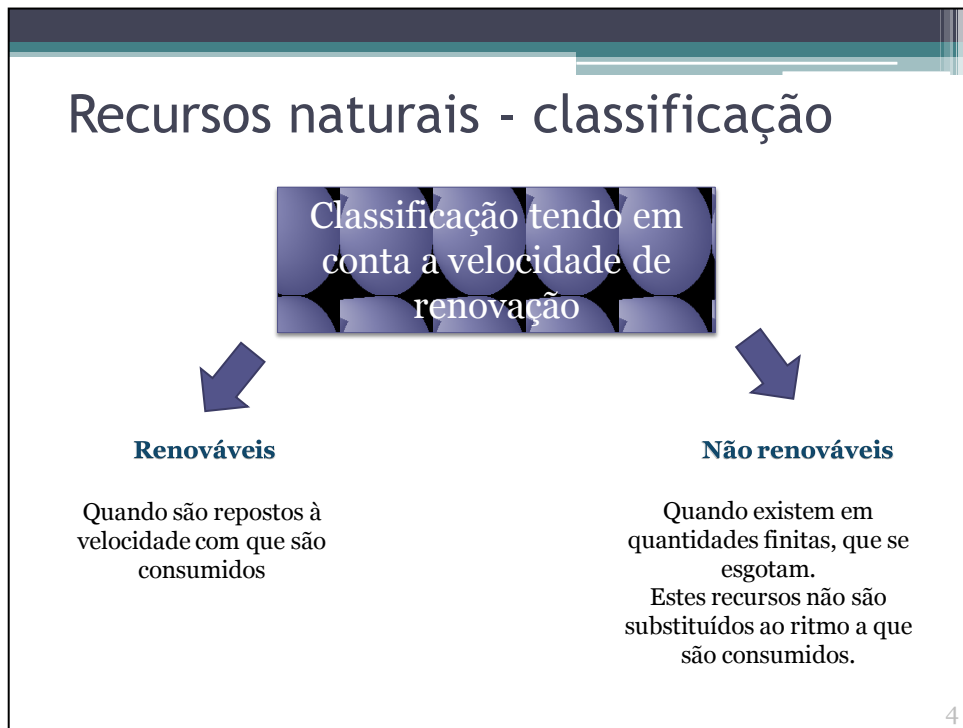 Recursos naturais - classificação
Classificação tendo em
conta a velocidade de
renovação
Renováveis
Quando são repostos à
velocidade com que são
consumidos
Não renováveis
Quando existem em
quantidades finitas, que se
esgotam.
Estes recursos não são
substituídos ao ritmo a que
são consumidos.
4